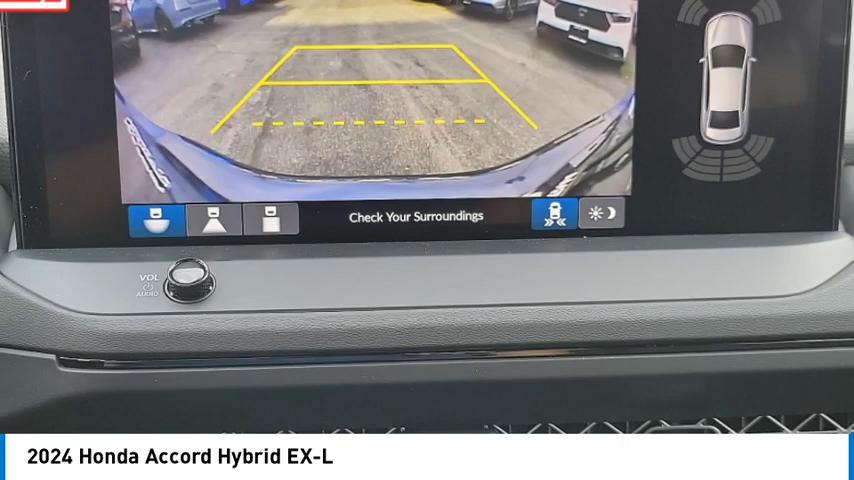 Check Your Surroundings
VOL
AUDIO
2024 Honda Accord Hybrid EX-L